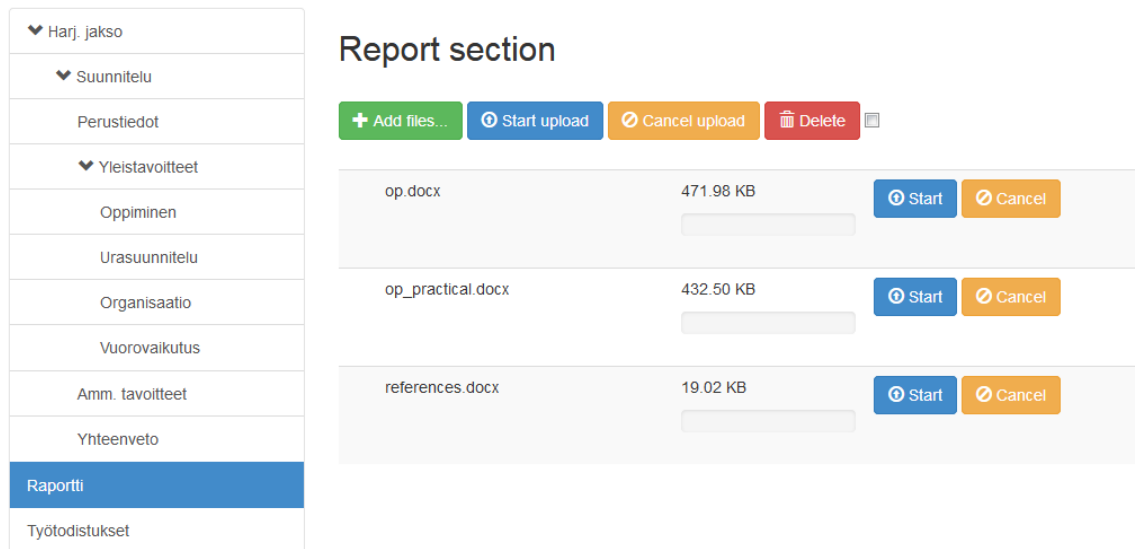 Harj. jakso
Suunnitelu
Perustiedot
Yleistavoitteet
Oppiminen
Urasuunnitelu
Organisaatio
Vuorovaikutus
Amm. tavoitteet
Yhteenveto
Raportti
Työtodistukset
Report section
Add files... Start upload Cancel upload Delete
op.docx 471.98 KB Start Cancel
op_practical.docx 432.50 KB Start Cancel
references.docx 19.02 KB Start Cancel